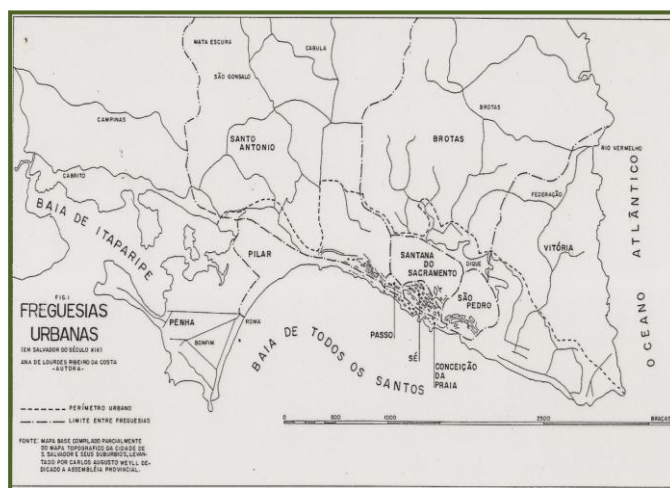 MATA ESCURA
CABULA
SÃO GONSALO
CAMPINAS
BROTAS
SANTO
ANTONIO
BROTAS
RIO VERMELHO
CABRITO
FEDERAÇÃO
BAIA DE ITAPARIPE
OCEANO ATLÂNTICO
PILAR
VITÓRIA
SANTANA
DO
SACRAMENTO
DIQUE
SÃO
PEDRO
FIG. 1
FREGUESIAS
URBANAS
(EM SALVADOR DO SÉCULO XIX)
ANA DE LOURDES RIBEIRO DA COSTA
-AUTORA-
PENHA
ROMA
BONFIM
BAIA DE TODOS OS SANTOS
PASSO
SÉ
CONCEIÇÃO
DA
PRAIA
PERÍMETRO URBANO
LIMITE ENTRE FREGUESIAS
0 500 1000 2500 BRAÇAS
FONTE: MAPA BASE COMPILADO PARCIALMENTE
DO MAPA TOPOGRAFICO DA CIDADE DE
S. SALVADOR E SEUS SUBURBIOS, LEVAN-
TADO POR CARLOS AUGUSTO WEYLL DE-
DICADO A ASSEMBLÉIA PROVINCIAL.